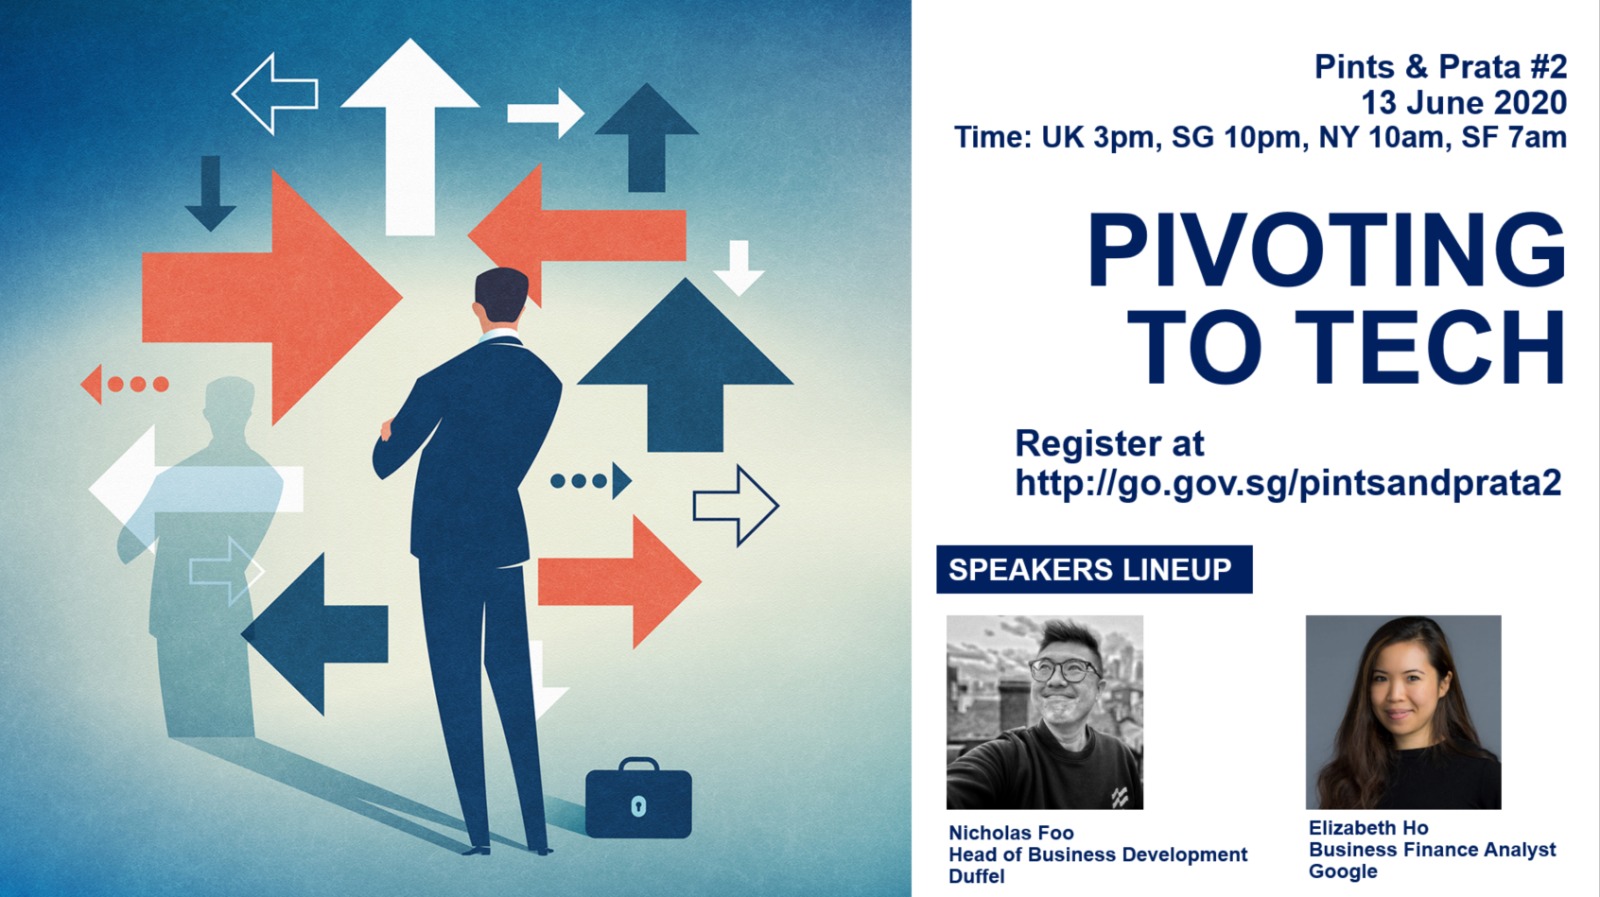 Pints & Prata #2
13 June 2020
Time: UK 3pm, SG 10pm, NY 10am, SF 7am
PIVOTING
TO TECH
Register at
http://go.gov.sg/pintsandprata2
SPEAKERS LINEUP
Nicholas Foo
Head of Business Development
Duffel
Elizabeth Ho
Business Finance Analyst
Google